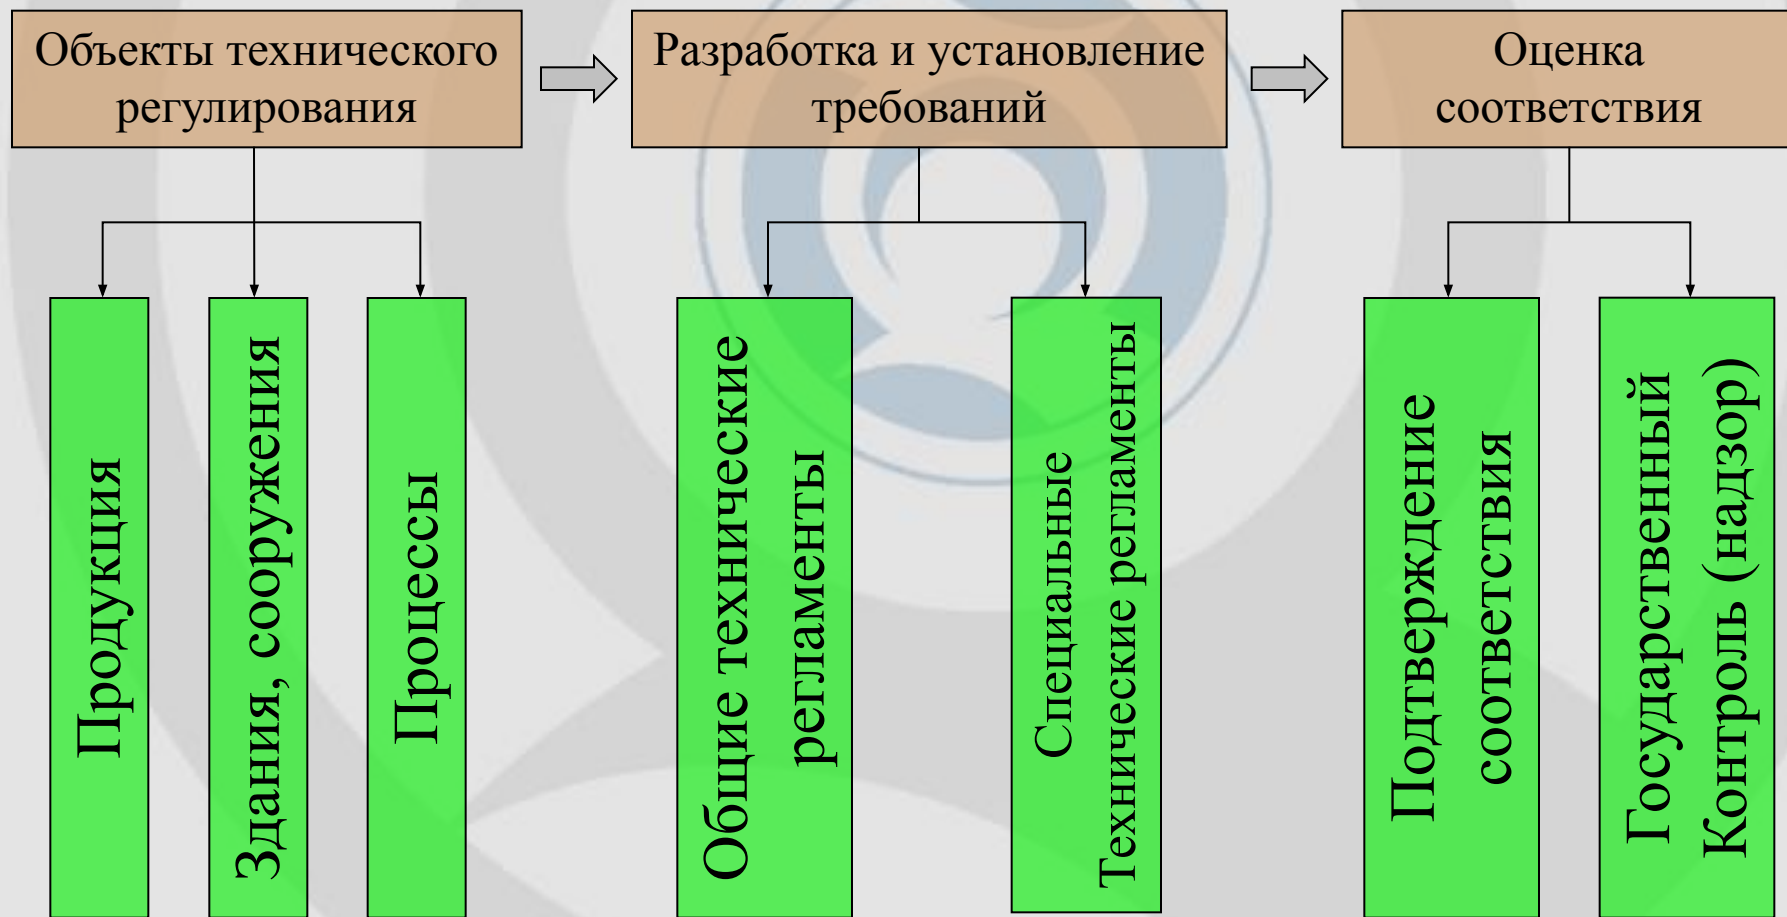 Объекты технического
регулирования
Разработка и установление
требований
Оценка
соответствия
Продукция
Здания, сооружения
Процессы
Общие технические
регламенты
Специальные
Технические регламенты
Подтверждение
соответствия
Государственный
Контроль (надзор)